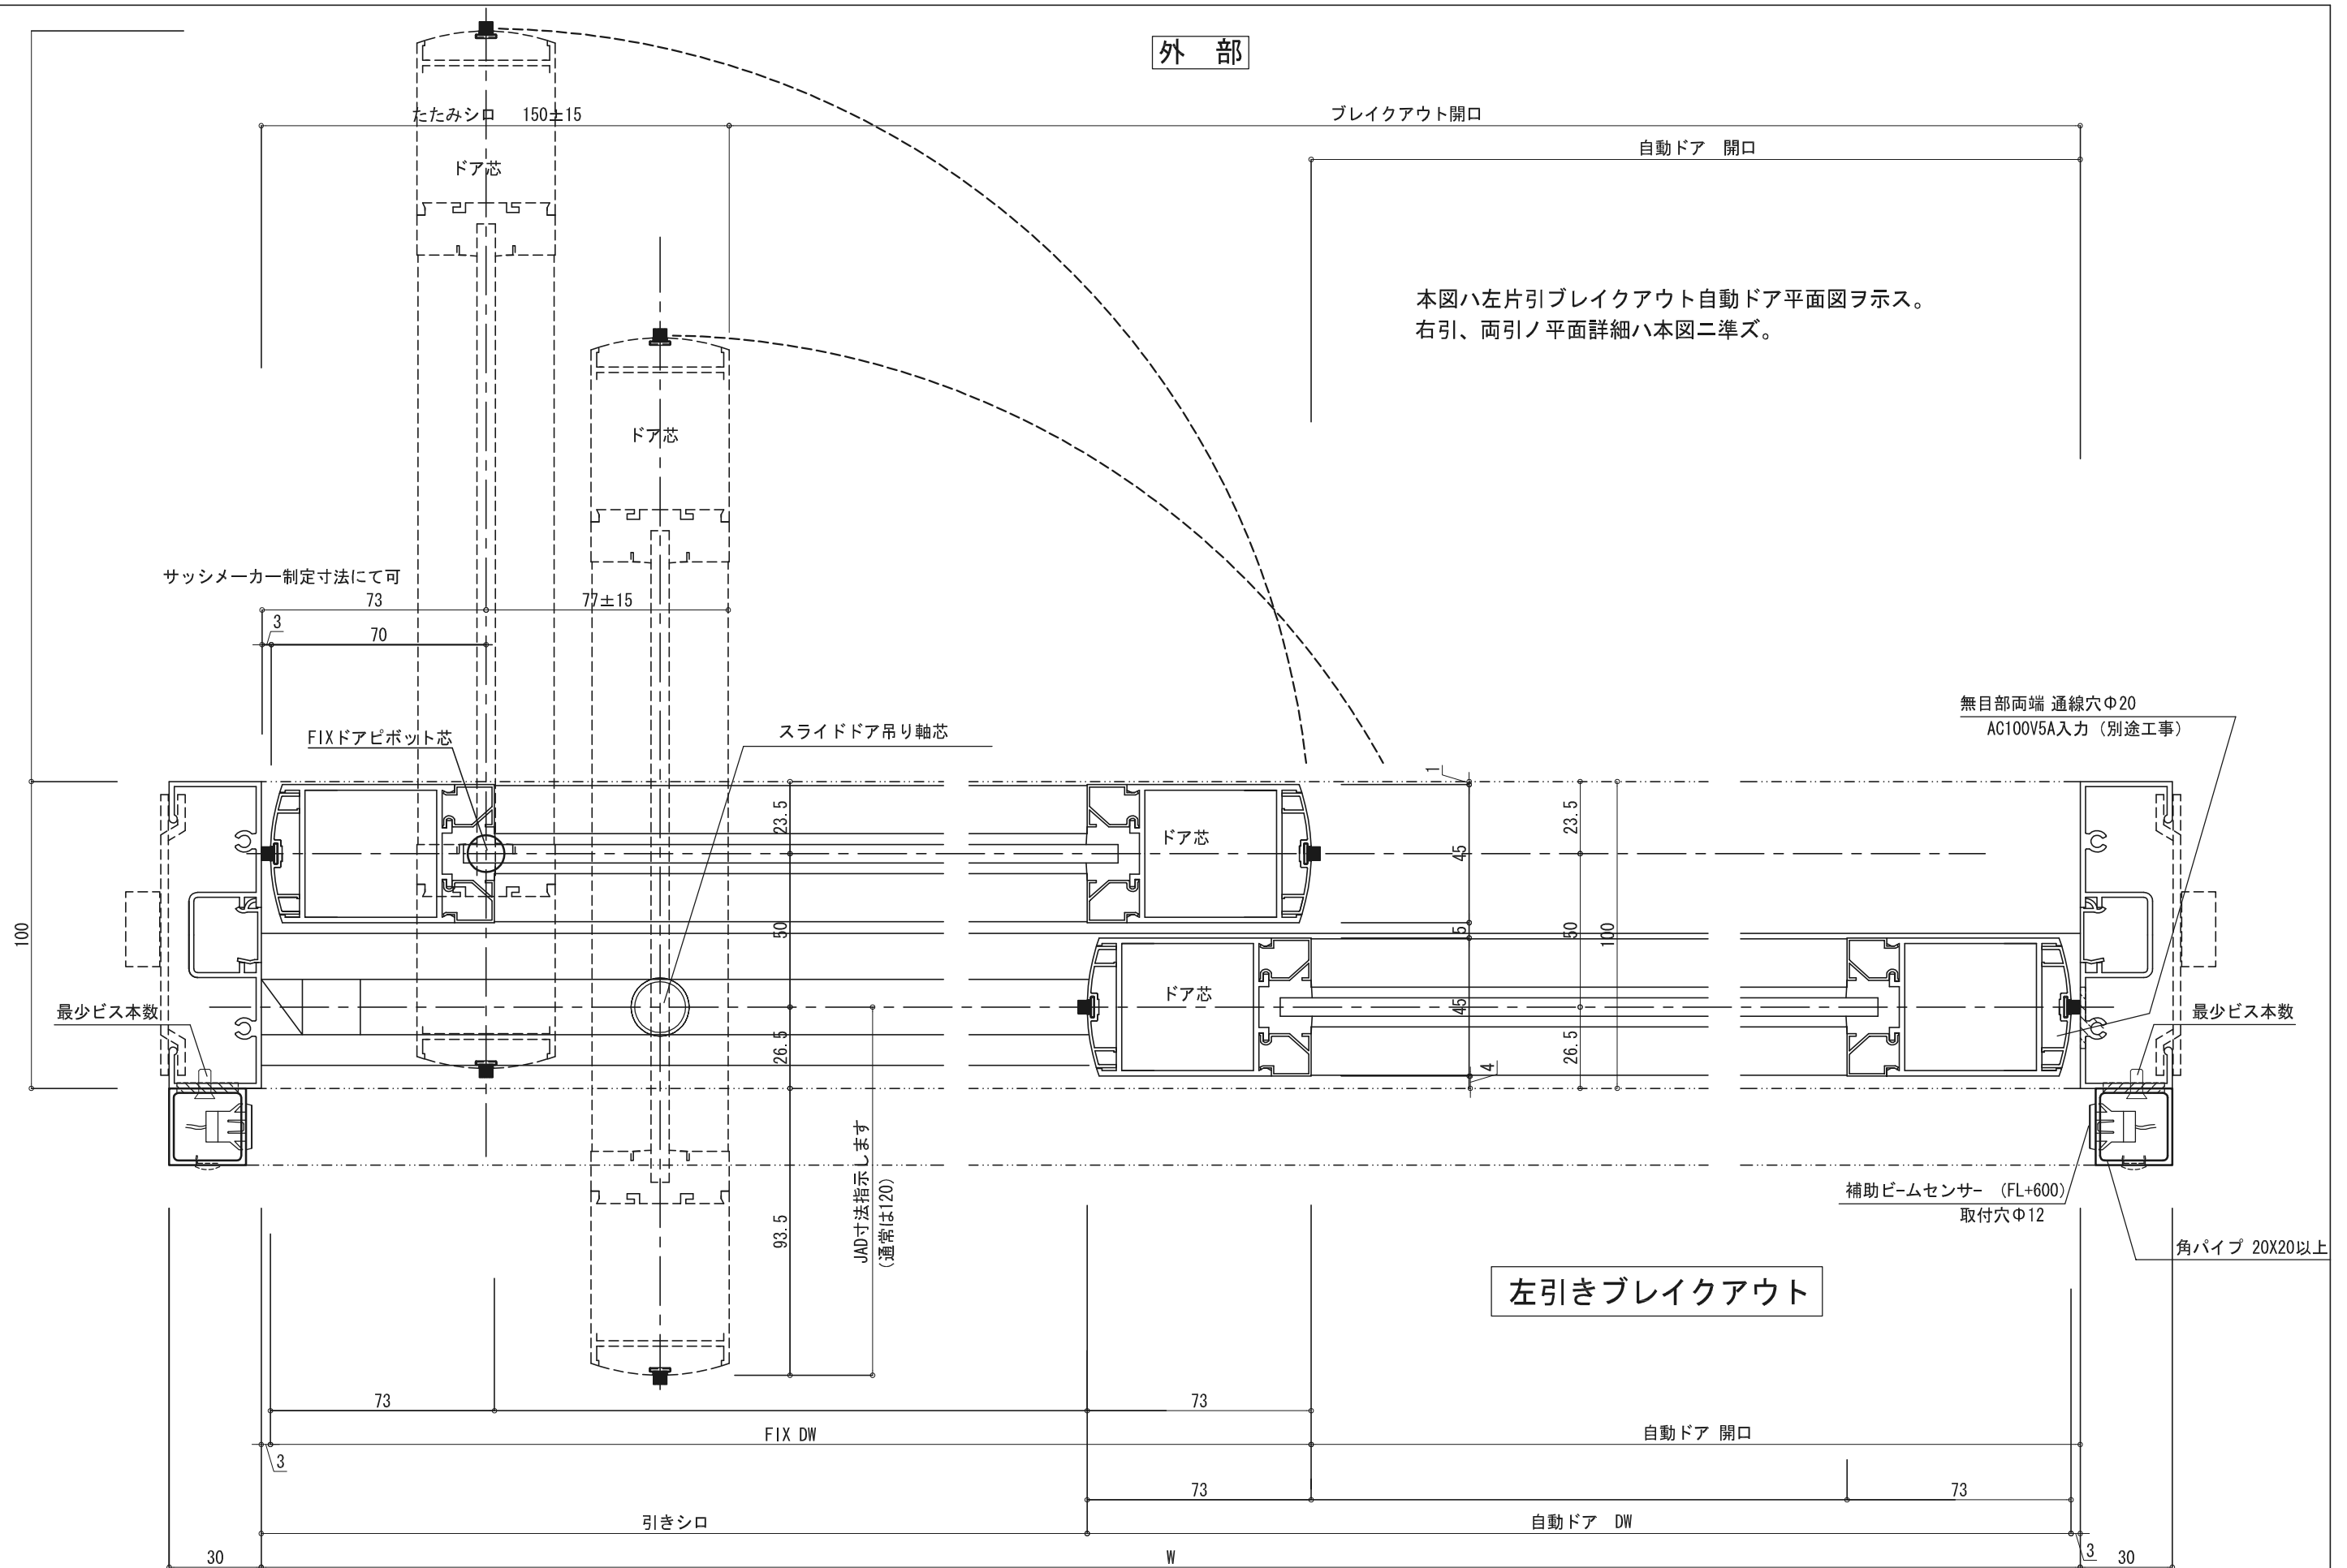 外 部
たたみシロ 150±15
ブレイクアウト開口
自動ドア 開口
ドア芯
本図ハ左片引ブレイクアウト自動ドア平面図ヲ示ス。
右引、両引ノ平面詳細ハ本図ニ準ズ。
ドア芯
サッシメーカー制定寸法にて可
73
77±15
3
70
無目部両端 通線穴Φ20
AC100V5A入力 (別途工事)
FIXドアピボット芯
スライドドア吊り軸芯
1
23.5
23.5
ドア芯
45
100
50
5
50
100
ドア芯
45
最少ビス本数
最少ビス本数
26.5
26.5
4
JAD寸法指示します
(通常は120)
93.5
補助ビームセンサー (FL+600)
取付穴Φ12
角パイプ 20X20以上
左引きブレイクアウト
73
73
FIX DW
自動ドア 開口
3
73
73
引きシロ
自動ドア DW
3
30
W
30